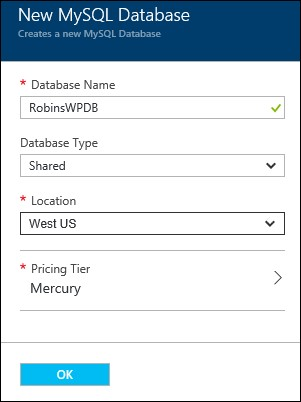 New MySQL Database
Creates a new MySQL Database
* Database Name
RobinsWPDB
Database Type
Shared
* Location
West US
* Pricing Tier
Mercury
OK